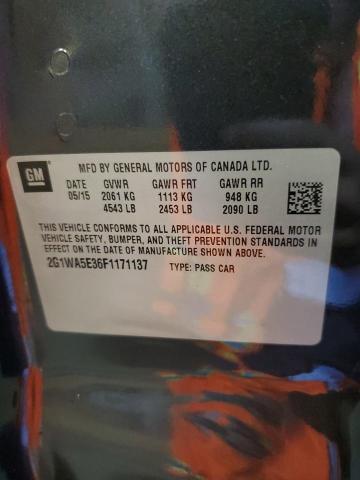 GM
MFD BY GENERAL MOTORS OF CANADA LTD.
DATE GVWR GAWR FRT GAWR RR
05/15 2061 KG 1113 KG 948 KG
4543 LB 2453 LB 2090 LB
THIS VEHICLE CONFORMS TO ALL APPLICABLE U.S. FEDERAL MOTOR
VEHICLE SAFETY, BUMPER, AND THEFT PREVENTION STANDARDS IN
EFFECT ON THE DATE OF MANUFACTURE SHOWN ABOVE.
2G1WA5E36F1171137 TYPE: PASS CAR